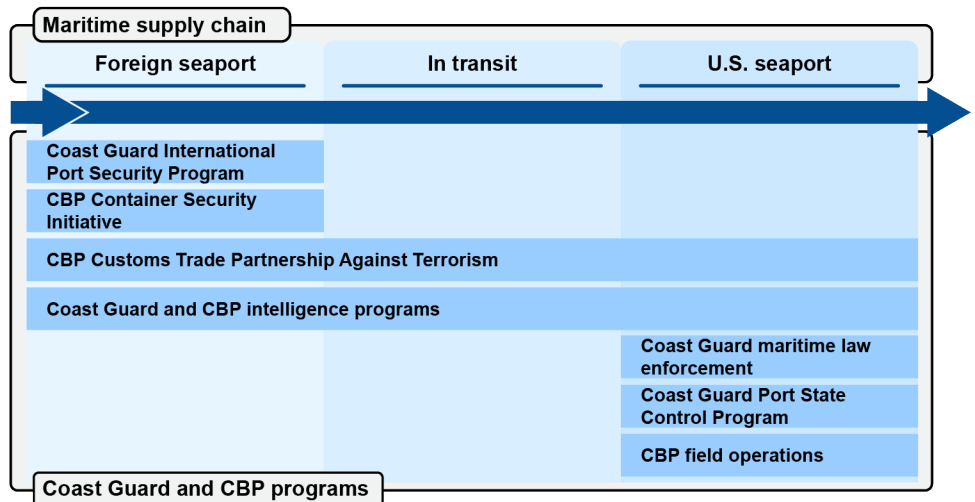 Maritime supply chain
Foreign seaport
In transit
U.S. seaport
Coast Guard International
Port Security Program
CBP Container Security
Initiative
CBP Customs Trade Partnership Against Terrorism
Coast Guard and CBP intelligence programs
Coast Guard maritime law
enforcement
Coast Guard Port State
Control Program
CBP field operations
Coast Guard and CBP programs